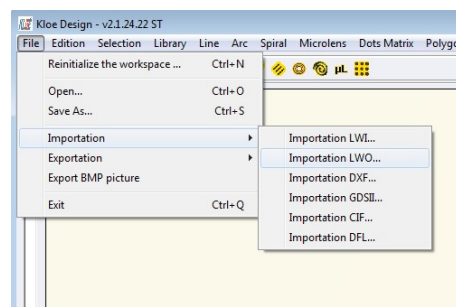 Kloe Design - v2.1.24.22 ST
File Edition Selection Library Line Arc Spiral Microlens Dots Matrix
Reinitialize the workspace ... Ctrl+N
µL
Open... Ctrl+O
Save As... Ctrl+S
Importation
Importation LWI...
Exportation
Importation LWO...
Export BMP picture
Importation DXF...
Importation GDSII...
Exit Ctrl+Q
Importation CIF...
Importation DFL...